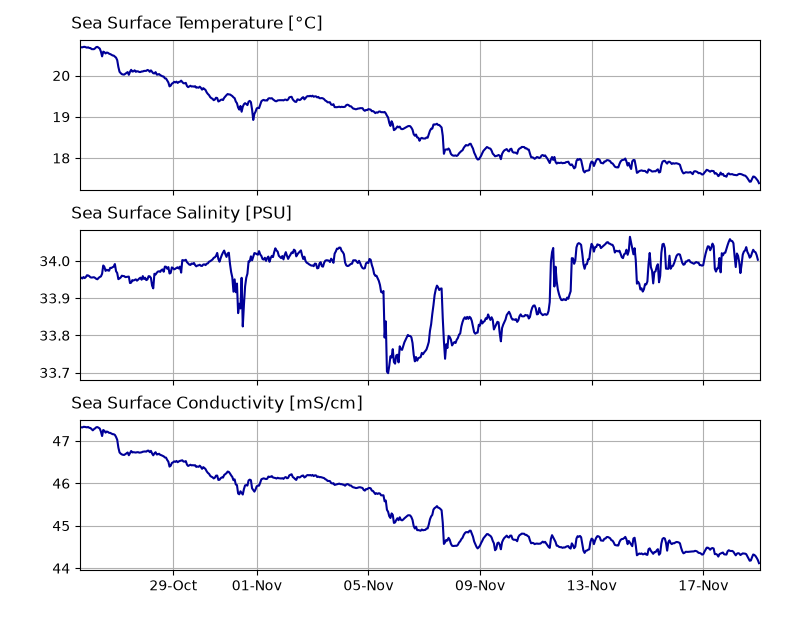 Sea Surface Temperature [°C]
20
19
18
Sea Surface Salinity [PSU]
34.0
33.9
33.8
33.7
Sea Surface Conductivity [mS/cm]
47
46
45
44
29-Oct 01-Nov 05-Nov 09-Nov 13-Nov 17-Nov